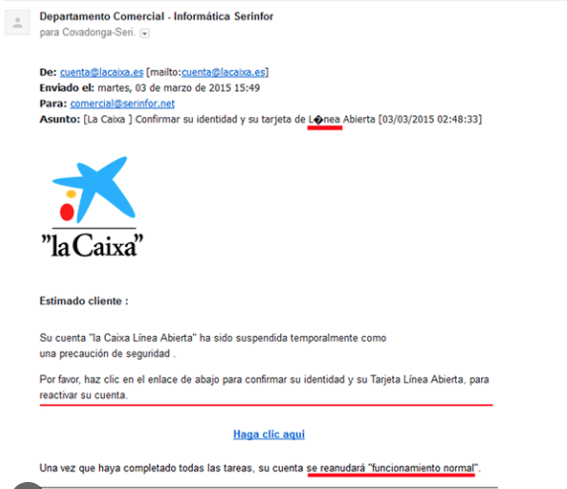 Departamento Comercial - Informática Serinfor
para Covadonga-Seri.
De: cuenta@lacaixa.es [mailto:cuenta@lacaixa.es]
Enviado el: martes, 03 de marzo de 2015 15:49
Para: comercial@serinfor.net
Asunto: [La Caixa ] Confirmar su identidad y su tarjeta de L�nea Abierta [03/03/2015 02:48:33]
"la Caixa"
Estimado cliente :
Su cuenta "la Caixa Línea Abierta" ha sido suspendida temporalmente como
una precaución de seguridad .
Por favor, haz clic en el enlace de abajo para confirmar su identidad y su Tarjeta Línea Abierta, para
reactivar su cuenta.
Haga clic aqui
Una vez que haya completado todas las tareas, su cuenta se reanudará "funcionamiento normal".